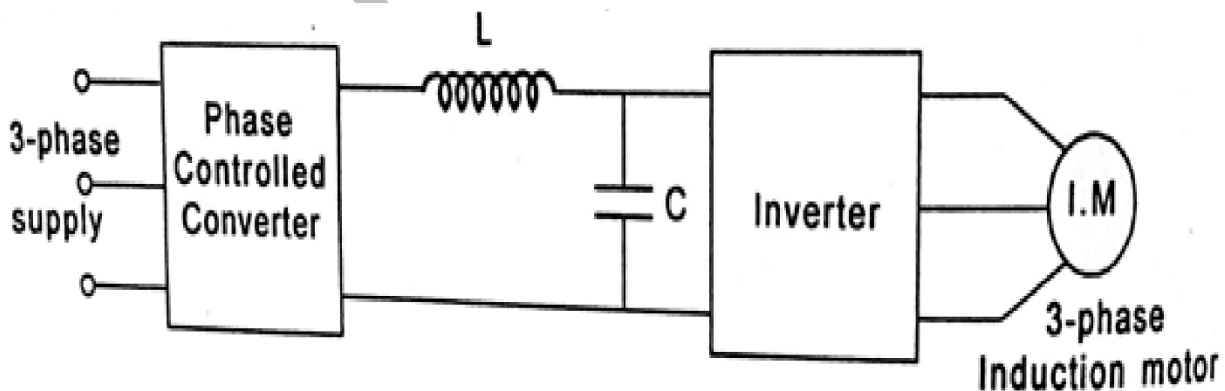 L
3-phase
supply
Phase
Controlled
Converter
C
Inverter
I.M
3-phase
Induction motor